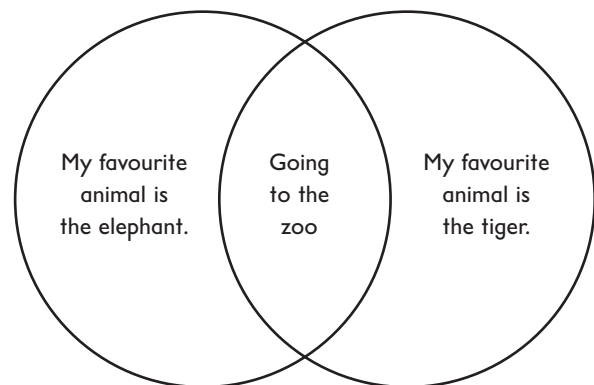 My favourite
animal is
the elephant.
Going
to the
zoo
My favourite
animal is
the tiger.